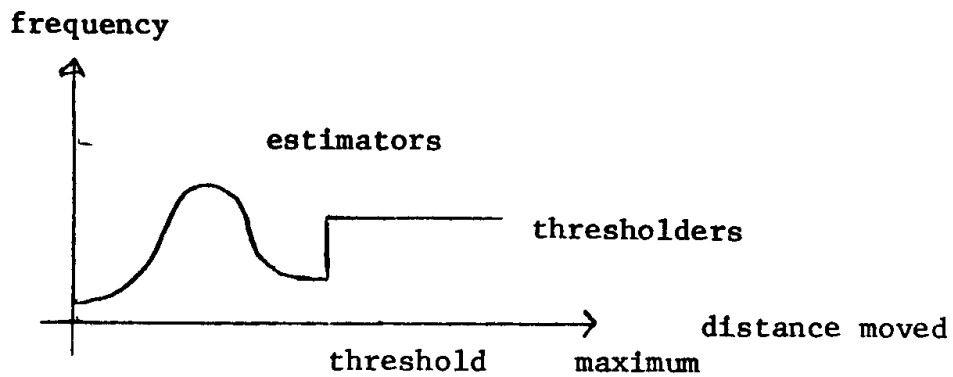 frequency
estimators
thresholders
distance moved
threshold maximum